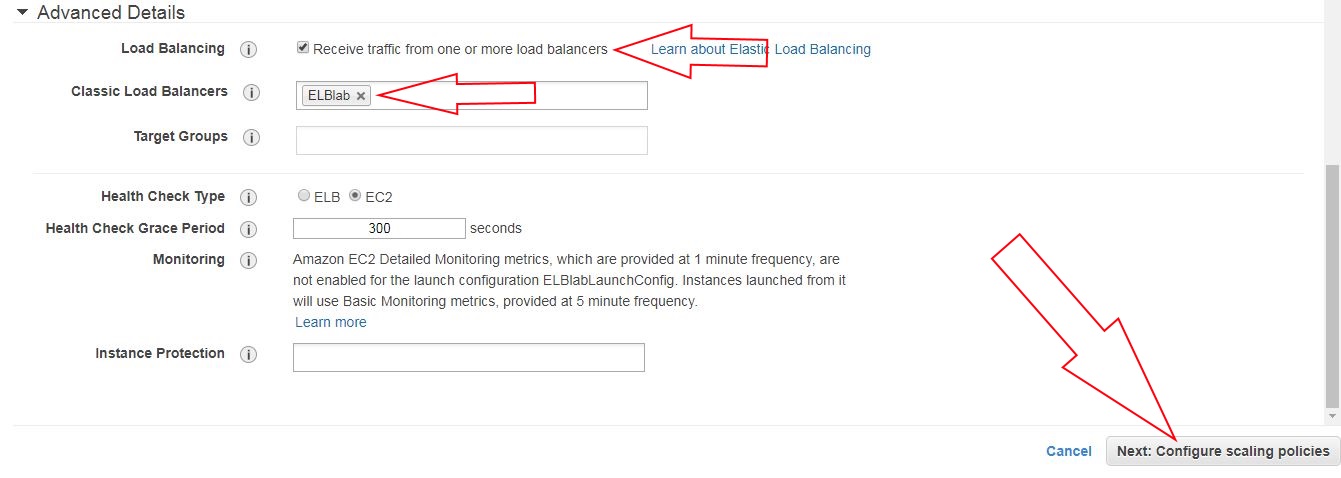 Advanced Details
Load Balancing Receive traffic from one or more load balancers Learn about Elastic Load Balancing
Classic Load Balancers ELBlab
Target Groups
Health Check Type ELB EC2
Health Check Grace Period 300 seconds
Monitoring Amazon EC2 Detailed Monitoring metrics, which are provided at 1 minute frequency, are
not enabled for the launch configuration ELBlabLaunchConfig. Instances launched from it
will use Basic Monitoring metrics, provided at 5 minute frequency.
Learn more
Instance Protection
Cancel Next: Configure scaling policies